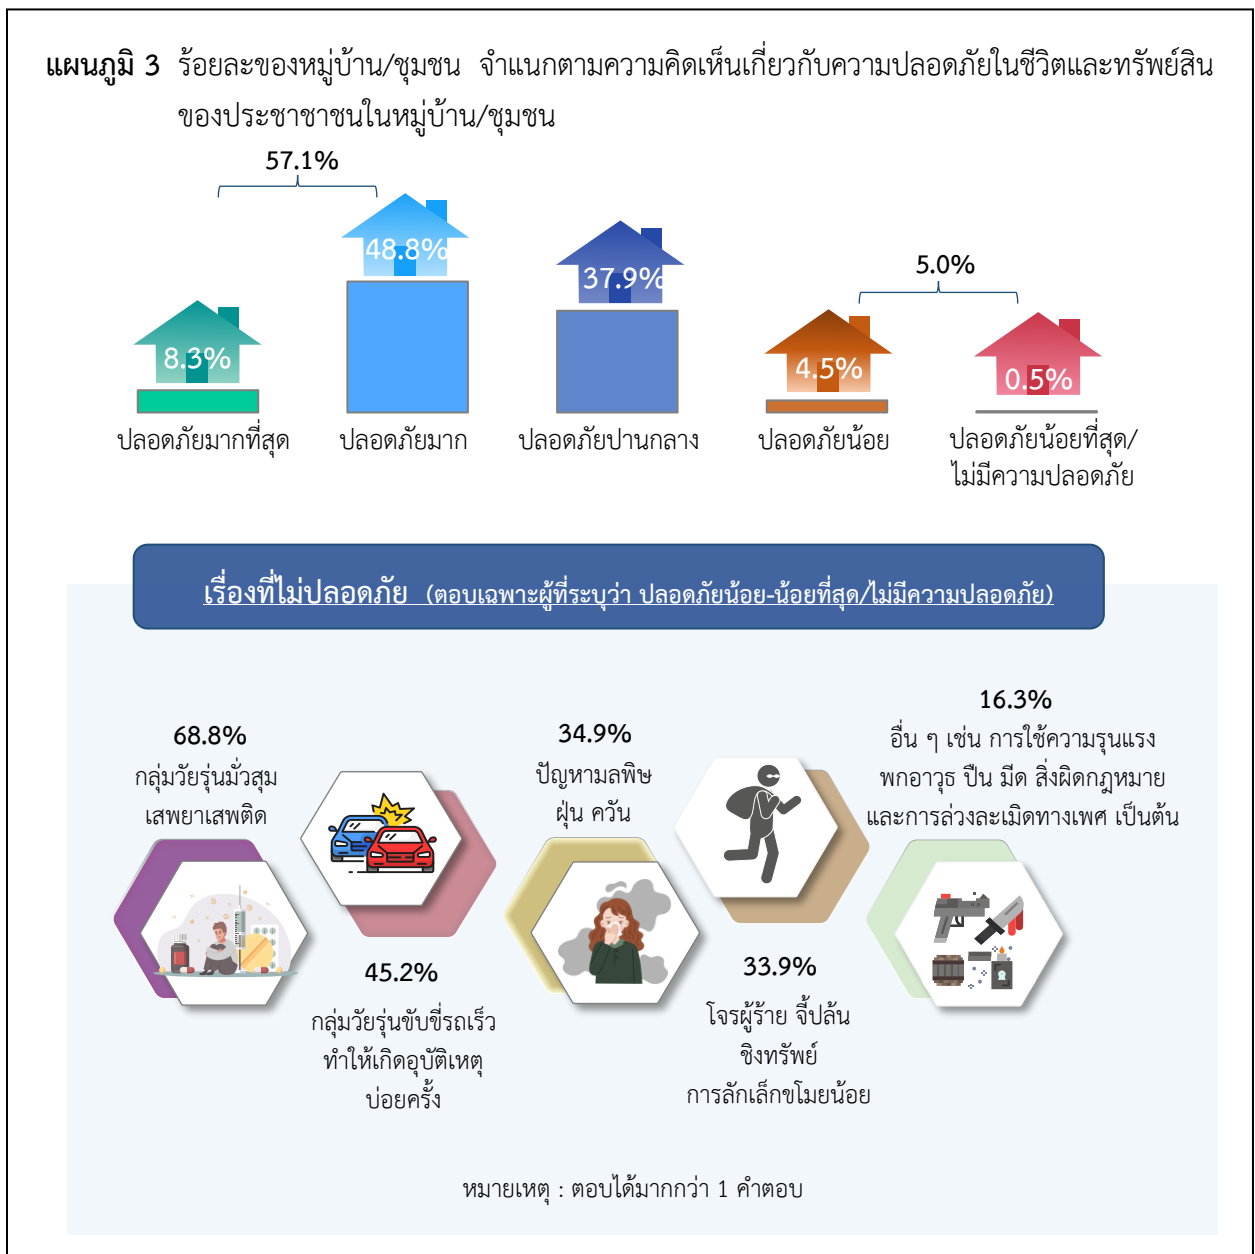 แผนภูมิ 3 ร้อยละของหมู่บ้าน/ชุมชน จำแนกตามความคิดเห็นเกี่ยวกับความปลอดภัยในชีวิตและทรัพย์สิน
ของประชาชาชนในหมู่บ้าน/ชุมชน
57.1%
48.8%
37.9%
5.0%
8.3%
4.5%
0.5%
ปลอดภัยมากที่สุด
ปลอดภัยมาก
ปลอดภัยปานกลาง
ปลอดภัยน้อย
ปลอดภัยน้อยที่สุด/
ไม่มีความปลอดภัย
เรื่องที่ไม่ปลอดภัย (ตอบเฉพาะผู้ที่ระบุว่า ปลอดภัยน้อย-น้อยที่สุด/ไม่มีความปลอดภัย)
68.8%
กลุ่มวัยรุ่นมั่วสุม
เสพยาเสพติด
45.2%
กลุ่มวัยรุ่นขับขี่รถเร็ว
ทำให้เกิดอุบัติเหตุ
บ่อยครั้ง
34.9%
ปัญหามลพิษ
ฝุ่น ควัน
33.9%
โจรผู้ร้าย จี้ปล้น
ชิงทรัพย์
การลักเล็กขโมยน้อย
16.3%
อื่น ๆ เช่น การใช้ความรุนแรง
พกอาวุธ ปืน มีด สิ่งผิดกฎหมาย
และการล่วงละเมิดทางเพศ เป็นต้น
หมายเหตุ : ตอบได้มากกว่า 1 คำตอบ